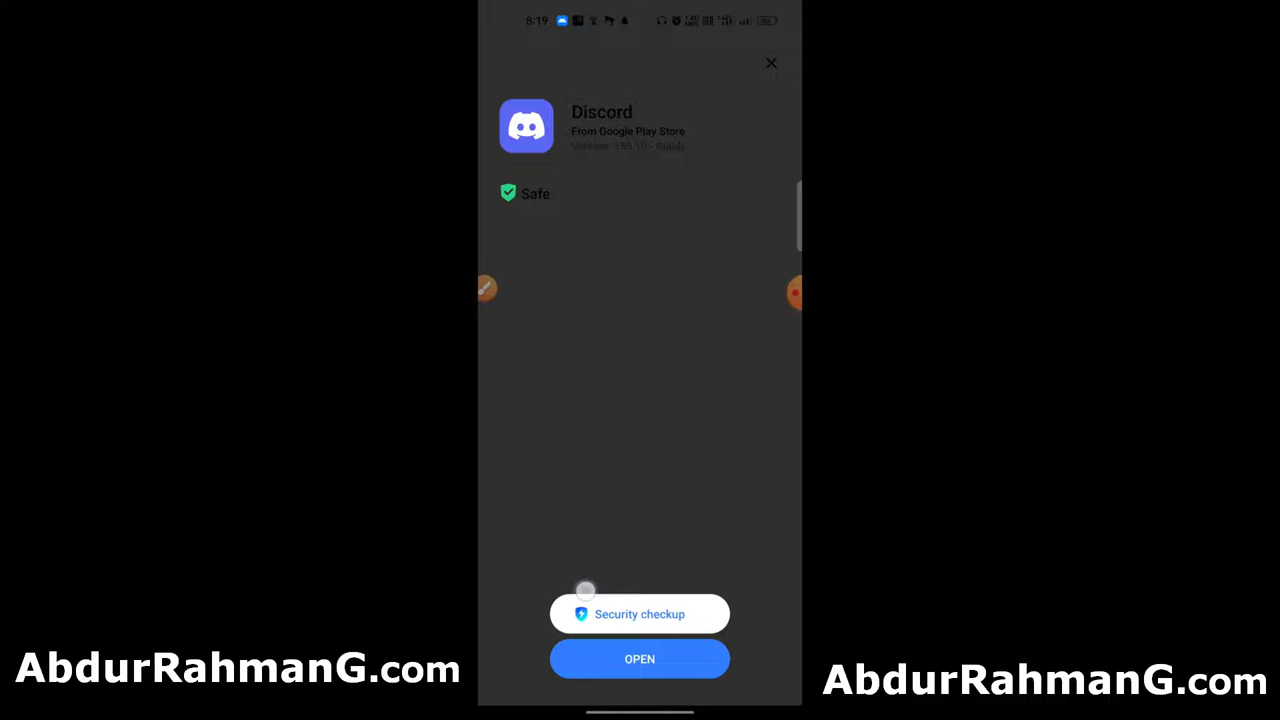 8:19
Discord
From Google Play Store
Safe
Security checkup
OPEN
AbdurRahmanG.com
AbdurRahmanG.com